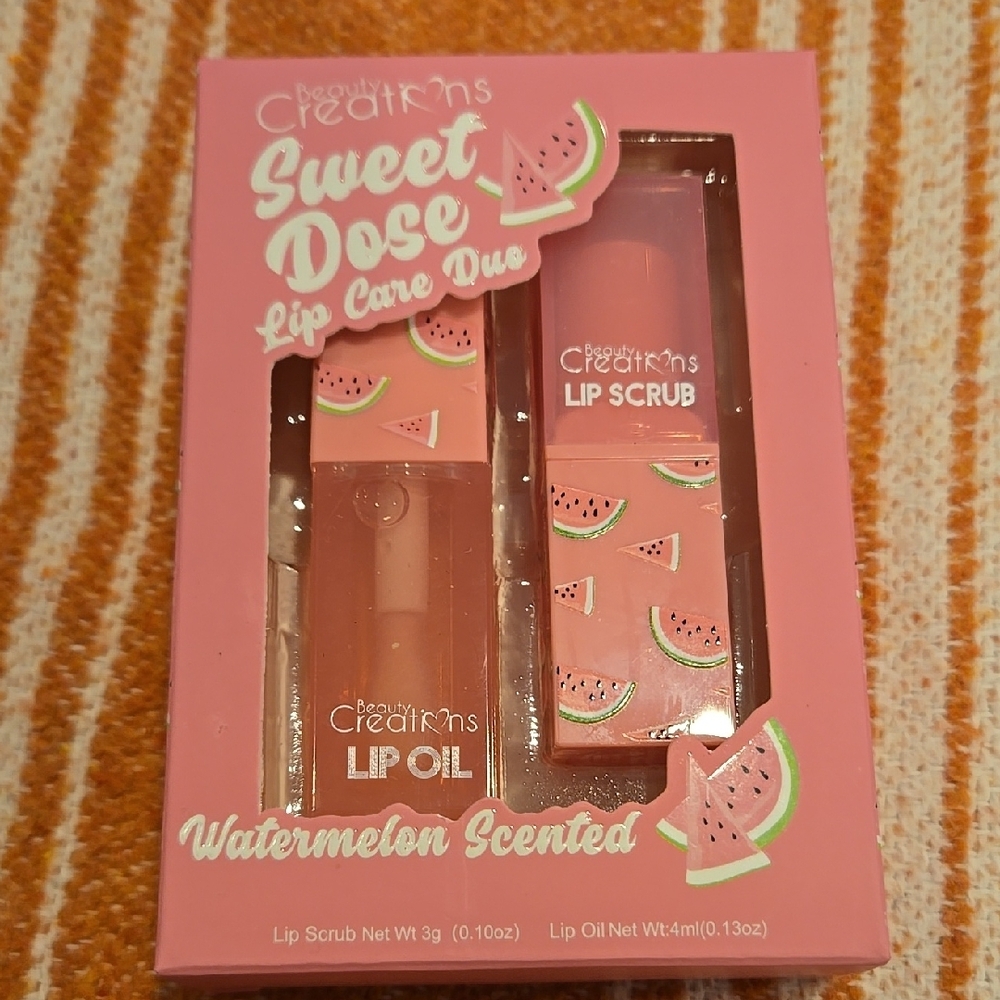 Beauty
Creations
Sweet
Dose
Lip Care Duo
Beauty
Creations
LIP SCRUB
Beauty
Creations
LIP OIL
Watermelon Scented
Lip Scrub Net Wt 3g (0.10oz) Lip Oil Net Wt:4ml(0.13oz)